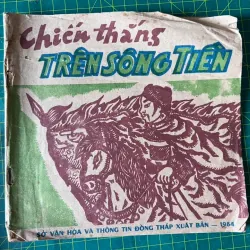 Chiến thắng
TRÊN SÔNG TIỀN
SỞ VĂN HÓA VÀ THÔNG TIN ĐỒNG THÁP XUẤT BẢN — 1984